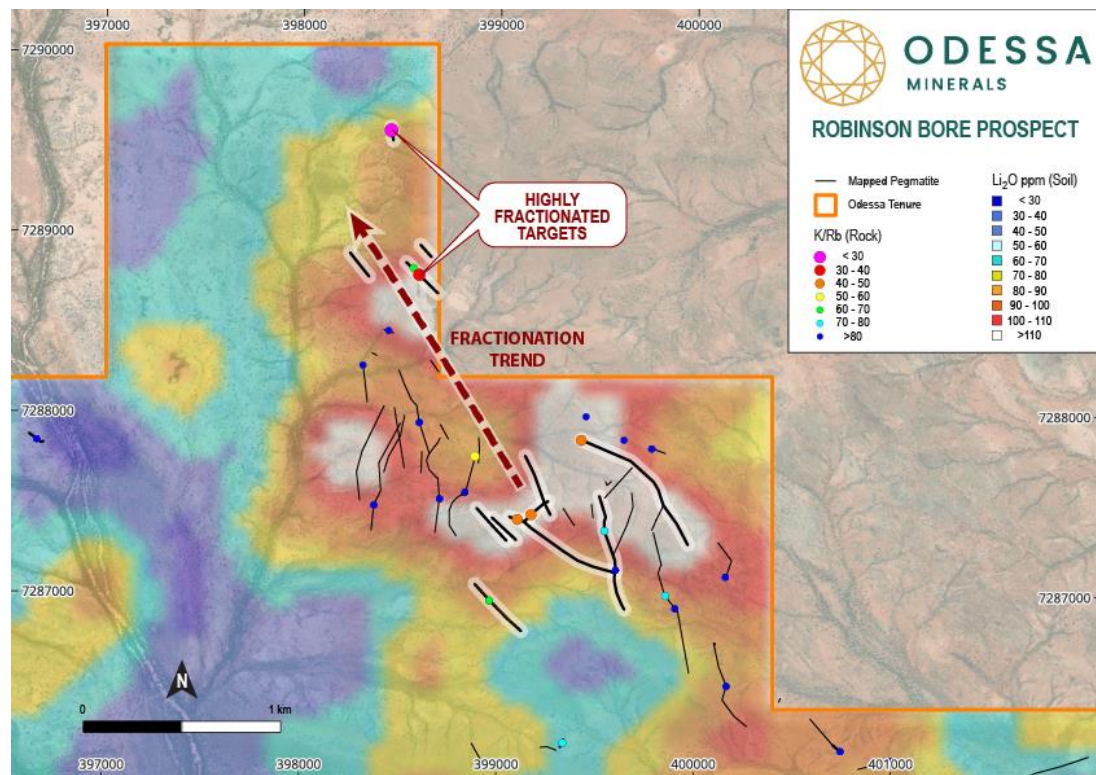 397000
398000
399000
400000
7290000
7289000
7288000
7287000
ODESSA
MINERALS
ROBINSON BORE PROSPECT
Mapped Pegmatite
Odessa Tenure
K/Rb (Rock)
< 30
30 - 40
40 - 50
50 - 60
60 - 70
70 - 80
>80
Li₂O ppm (Soil)
< 30
30 - 40
40 - 50
50 - 60
60 - 70
70 - 80
80 - 90
90 - 100
100 - 110
>110
HIGHLY
FRACTIONATED
TARGETS
FRACTIONATION
TREND
7288000
7287000
N
0
1 km
397000
398000
399000
400000
401000